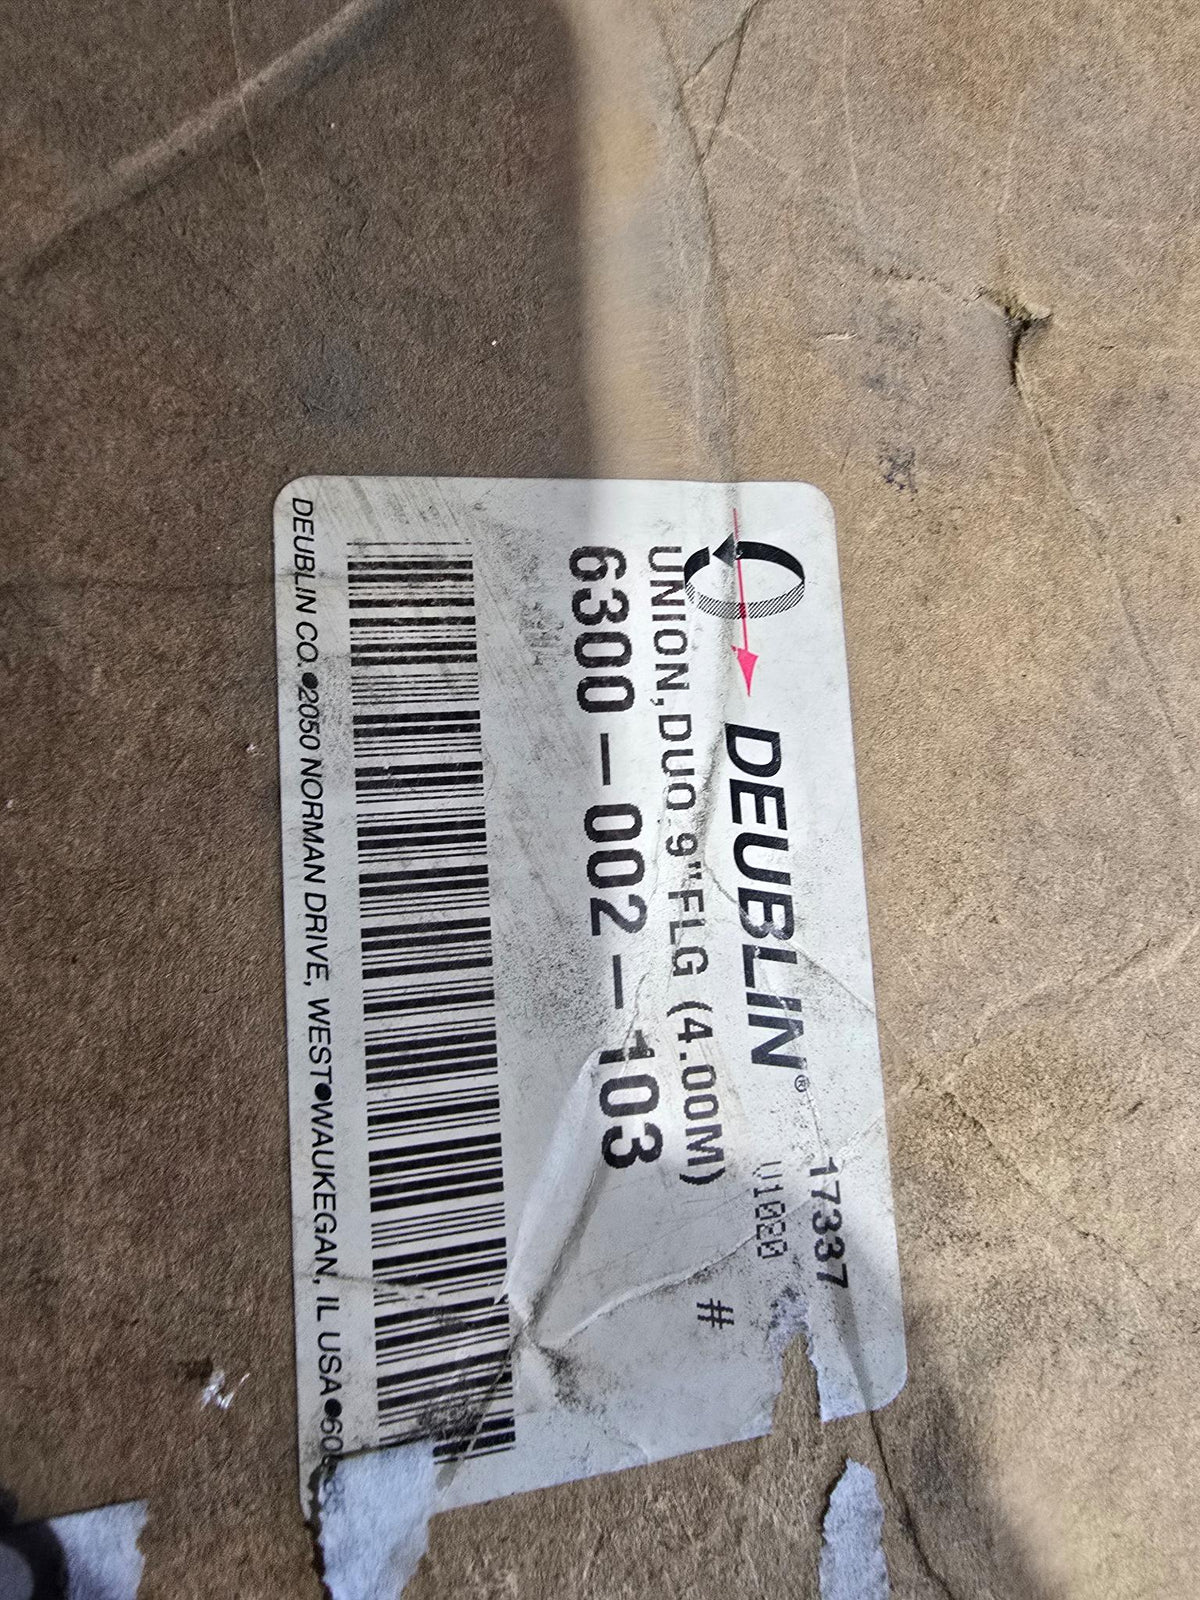 DEUBLIN®
17337
U1020
UNION,DUO 9"FLG (4.00M)
#
6300-002-103
DEUBLIN CO.●2050 NORMAN DRIVE, WEST●WAUKEGAN, IL USA●